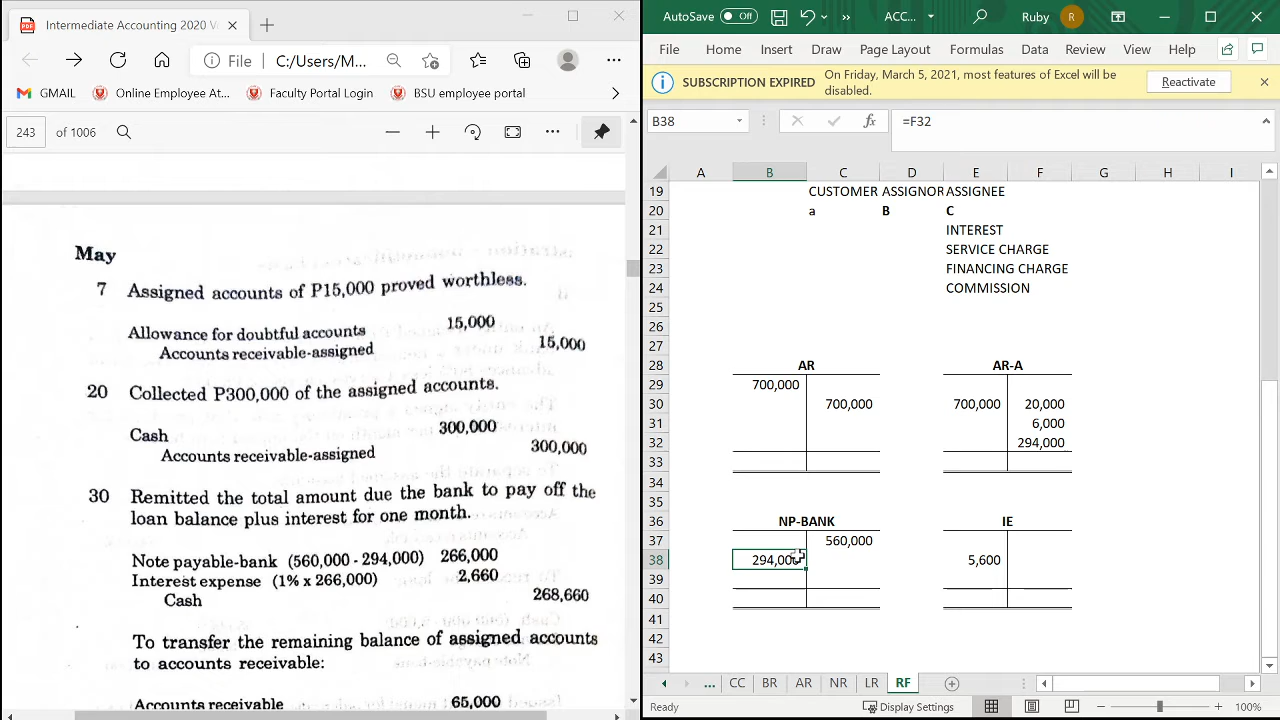 Intermediate Accounting 2020 V
File
C:/Users/M...
GMAIL
Online Employee At...
Faculty Portal Login
BSU employee portal
243 of 1006
May
7 Assigned accounts of P15,000 proved worthless.
Allowance for doubtful accounts 15,000
Accounts receivable-assigned 15,000
20 Collected P300,000 of the assigned accounts.
Cash 300,000
Accounts receivable-assigned 300,000
30 Remitted the total amount due the bank to pay off the
loan balance plus interest for one month.
Note payable-bank (560,000 - 294,000) 266,000
Interest expense (1% x 266,000) 2,660
Cash 268,660
To transfer the remaining balance of assigned accounts
to accounts receivable:
Accounts receivable 65,000
AutoSave Off ACC... Ruby R
File Home Insert Draw Page Layout Formulas Data Review View Help
SUBSCRIPTION EXPIRED On Friday, March 5, 2021, most features of Excel will be
disabled.
Reactivate
B38 fx =F32
A B C D E F G H I
19 CUSTOMER ASSIGNOR ASSIGNEE
20 a B C
21 INTEREST
22 SERVICE CHARGE
23 FINANCING CHARGE
24 COMMISSION
25
26
27
28 AR AR-A
29 700,000
30 700,000 700,000 20,000
31 6,000
32 294,000
33
34
35
36 NP-BANK IE
37 560,000
38 294,000 5,600
39
40
41
42
43
... CC BR AR NR LR RF
Ready Display Settings 100%